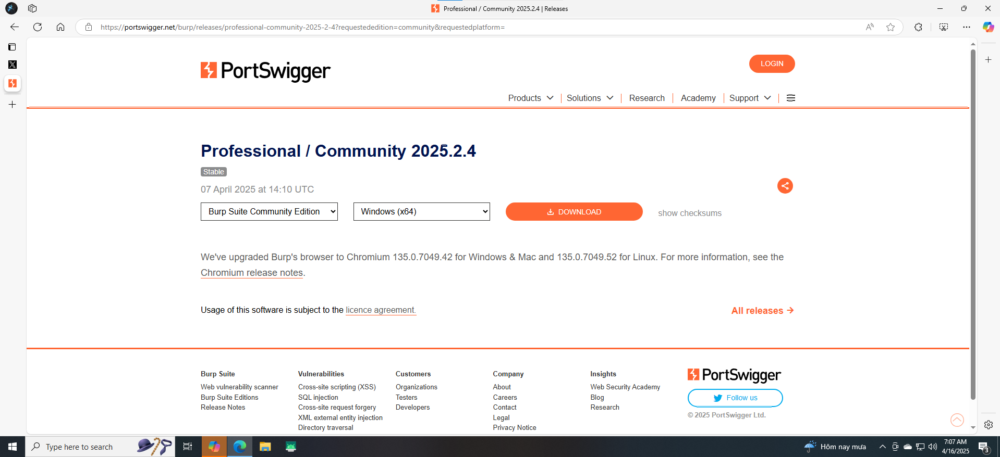 Professional / Community 2025.2.4 | Releases
https://portswigger.net/burp/releases/professional-community-2025-2-4?requestededition=community&requestedplatform=
PortSwigger
LOGIN
Products
Solutions
Research
Academy
Support
Professional / Community 2025.2.4
Stable
07 April 2025 at 14:10 UTC
Burp Suite Community Edition
Windows (x64)
DOWNLOAD
show checksums
We've upgraded Burp's browser to Chromium 135.0.7049.42 for Windows & Mac and 135.0.7049.52 for Linux. For more information, see the
Chromium release notes.
Usage of this software is subject to the licence agreement.
All releases
Burp Suite
Web vulnerability scanner
Burp Suite Editions
Release Notes
Vulnerabilities
Cross-site scripting (XSS)
SQL injection
Cross-site request forgery
XML external entity injection
Directory traversal
Customers
Organizations
Testers
Developers
Company
About
Careers
Contact
Legal
Privacy Notice
Insights
Web Security Academy
Blog
Research
PortSwigger
Follow us
© 2025 PortSwigger Ltd.
Type here to search
Hôm nay mưa
7:07 AM
4/16/2025
3